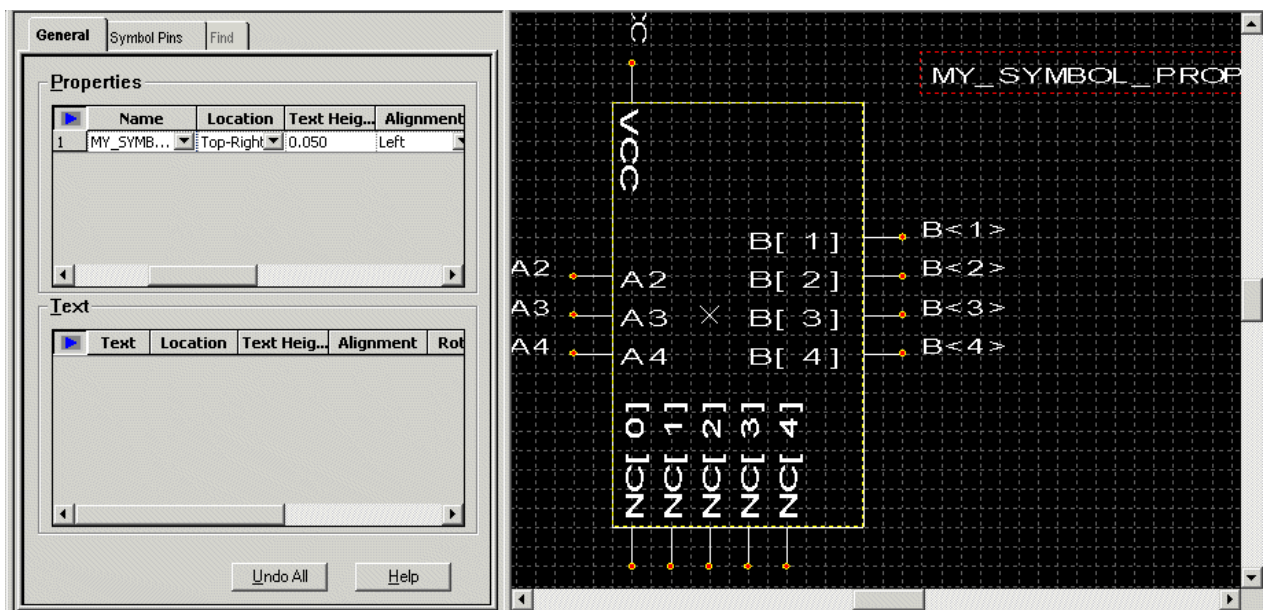 General Symbol Pins Find
Properties
Name Location Text Heig... Alignment
1 MY_SYMB... Top-Right 0.050 Left
Text
Text Location Text Heig... Alignment Rot
Undo All Help
MY_SYMBOL_PROP
VCC
B[ 1] B<1>
A2 A2 B[ 2] B<2>
A3 A3 B[ 3] B<3>
A4 A4 B[ 4] B<4>
NC[ 0] NC[ 1] NC[ 2] NC[ 3] NC[ 4]